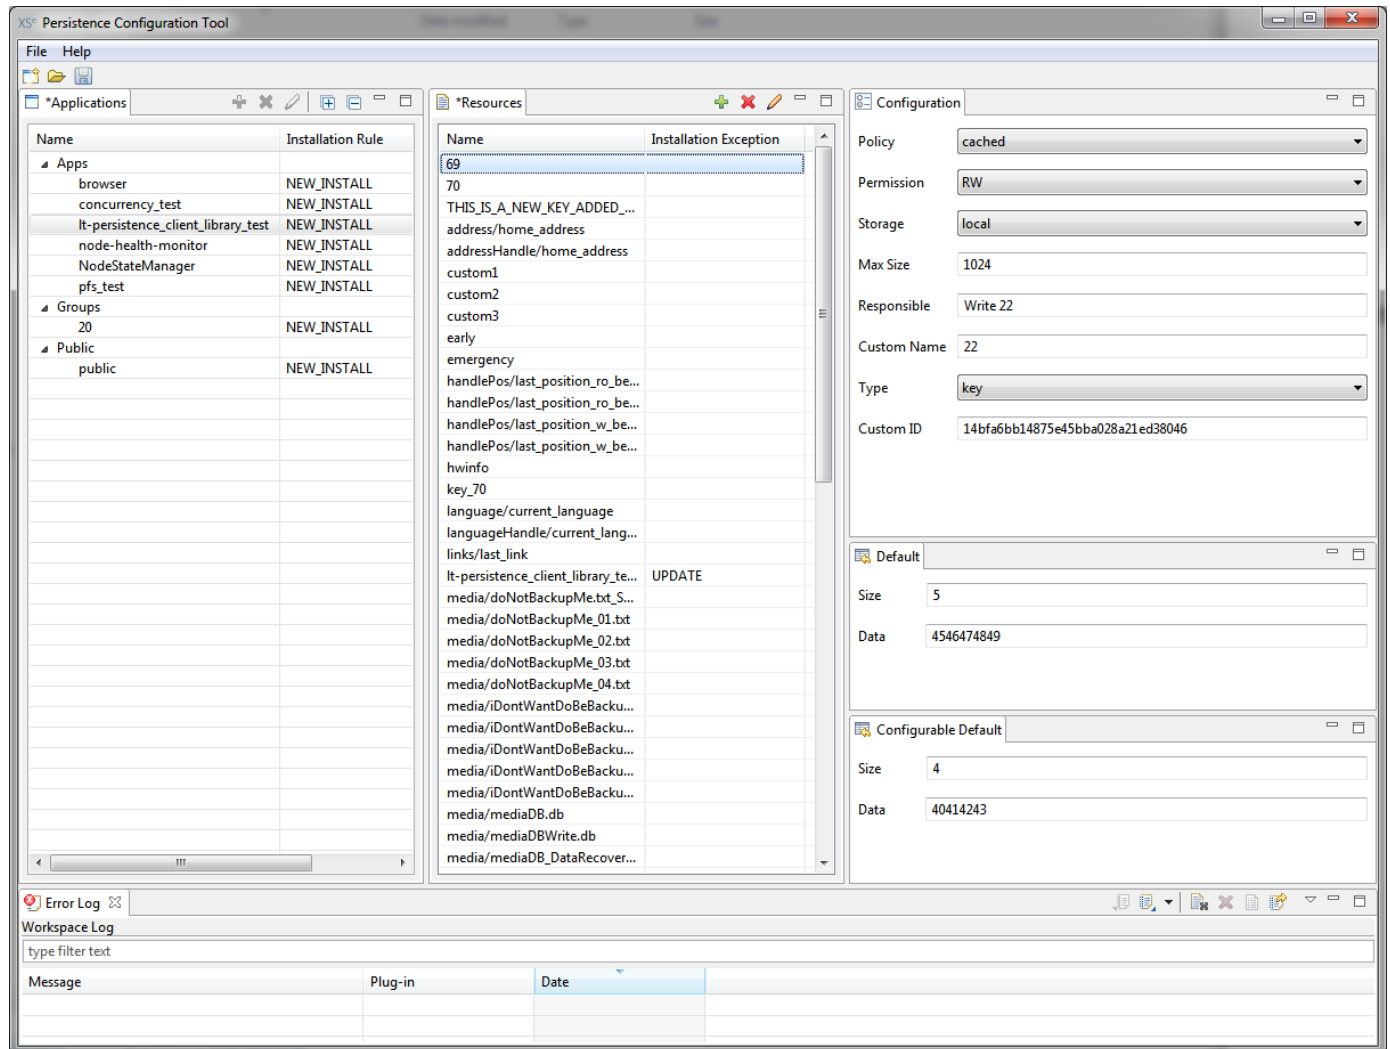 XSe Persistence Configuration Tool
File Help
*Applications
Name Installation Rule
Apps
browser NEW_INSTALL
concurrency_test NEW_INSTALL
lt-persistence_client_library_test NEW_INSTALL
node-health-monitor NEW_INSTALL
NodeStateManager NEW_INSTALL
pfs_test NEW_INSTALL
Groups
20 NEW_INSTALL
Public
public NEW_INSTALL
*Resources
Name Installation Exception
69
70
THIS_IS_A_NEW_KEY_ADDED_...
address/home_address
addressHandle/home_address
custom1
custom2
custom3
early
emergency
handlePos/last_position_ro_be...
handlePos/last_position_ro_be...
handlePos/last_position_w_be...
handlePos/last_position_w_be...
hwinfo
key_70
language/current_language
languageHandle/current_lang...
links/last_link
lt-persistence_client_library_te... UPDATE
media/doNotBackupMe.txt_S...
media/doNotBackupMe_01.txt
media/doNotBackupMe_02.txt
media/doNotBackupMe_03.txt
media/doNotBackupMe_04.txt
media/iDontWantDoBeBacku...
media/iDontWantDoBeBacku...
media/iDontWantDoBeBacku...
media/iDontWantDoBeBacku...
media/iDontWantDoBeBacku...
media/mediaDB.db
media/mediaDBWrite.db
media/mediaDB_DataRecover...
Configuration
Policy cached
Permission RW
Storage local
Max Size 1024
Responsible Write 22
Custom Name 22
Type key
Custom ID 14bfa6bb14875e45bba028a21ed38046
Default
Size 5
Data 4546474849
Configurable Default
Size 4
Data 40414243
Error Log
Workspace Log
type filter text
Message Plug-in Date